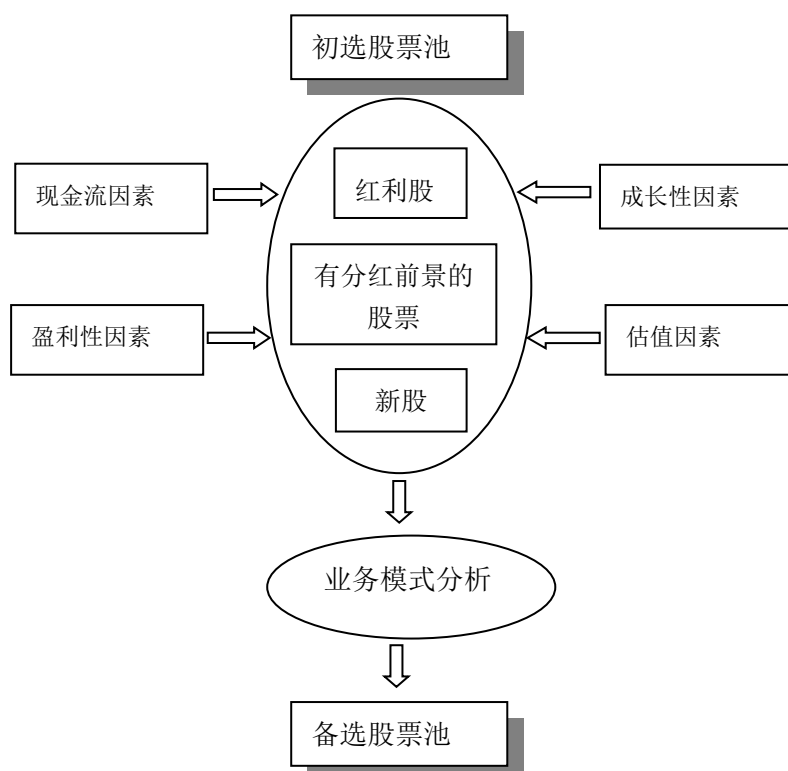 初选股票池
红利股
现金流因素
成长性因素
有分红前景的
股票
盈利性因素
估值因素
新股
业务模式分析
备选股票池